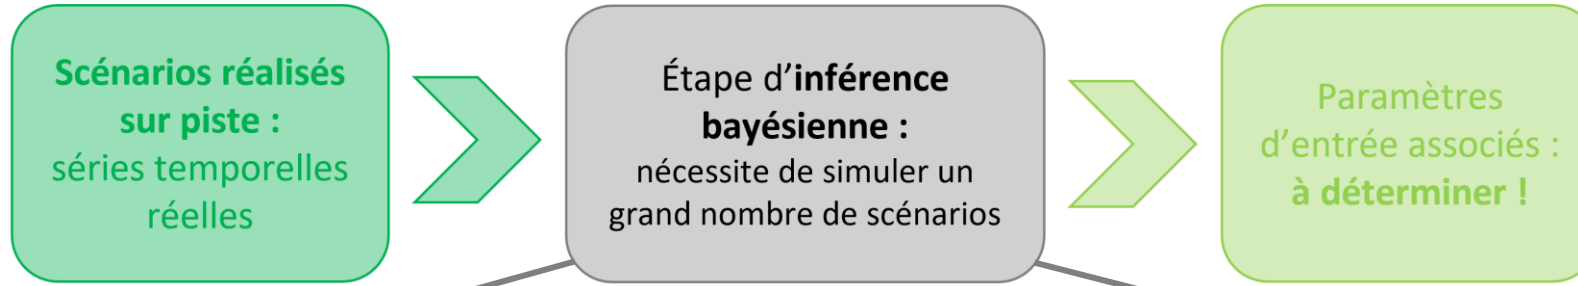 Scénarios réalisés
sur piste :
séries temporelles
réelles
Étape d’inférence
bayésienne :
nécessite de simuler un
grand nombre de scénarios
Paramètres
d’entrée associés :
à déterminer !